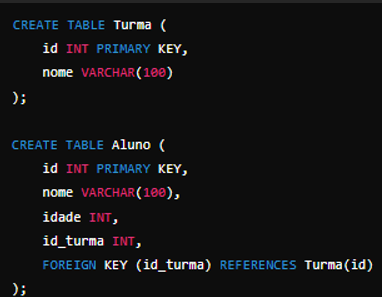 CREATE TABLE Turma (
    id INT PRIMARY KEY,
    nome VARCHAR(100)
);

CREATE TABLE Aluno (
    id INT PRIMARY KEY,
    nome VARCHAR(100),
    idade INT,
    id_turma INT,
    FOREIGN KEY (id_turma) REFERENCES Turma(id)
);